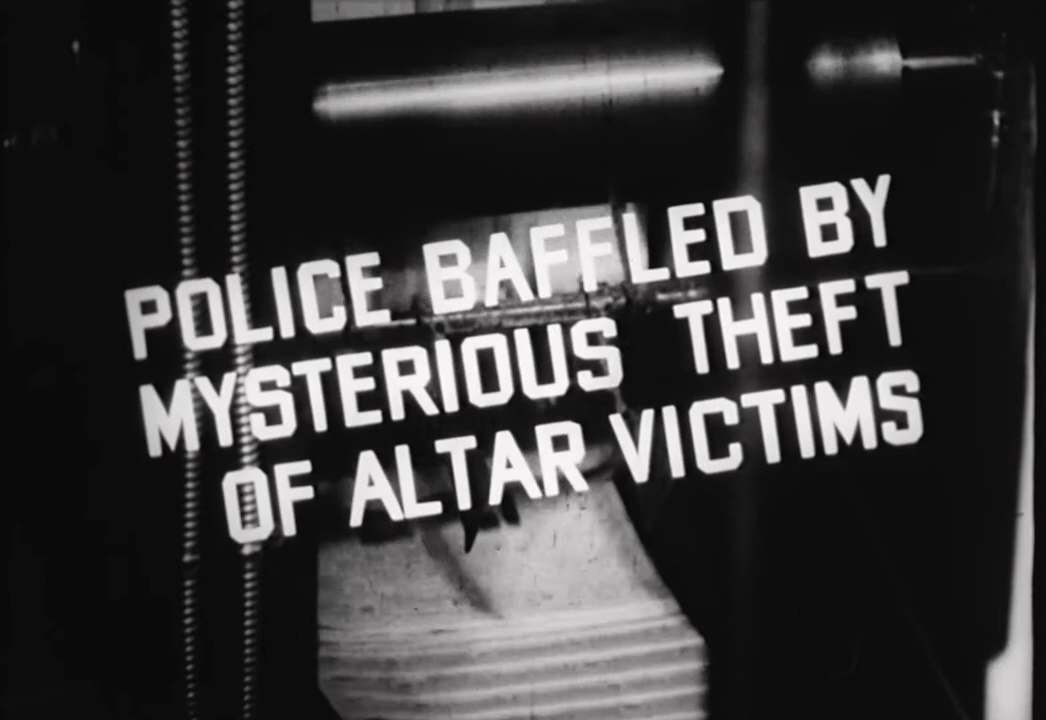 POLICE BAFFLED BY
MYSTERIOUS THEFT
OF ALTAR VICTIMS